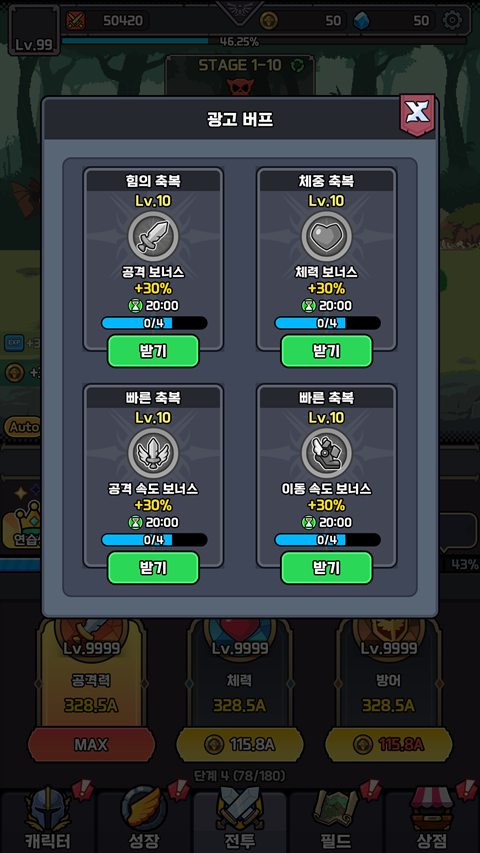 Lv.99
50420
50
50
46.25%
STAGE 1-10
광고 버프
X
힘의 축복
Lv.10
공격 보너스
+30%
20:00
0/4
받기
체중 축복
Lv.10
체력 보너스
+30%
20:00
0/4
받기
빠른 축복
Lv.10
공격 속도 보너스
+30%
20:00
0/4
받기
빠른 축복
Lv.10
이동 속도 보너스
+30%
20:00
0/4
받기
EXP
Auto
43%
Lv.9999
공격력
328.5A
MAX
Lv.9999
체력
328.5A
115.8A
Lv.9999
방어
328.5A
115.8A
단계 4 (78/180)
캐릭터
성장
전투
필드
상점